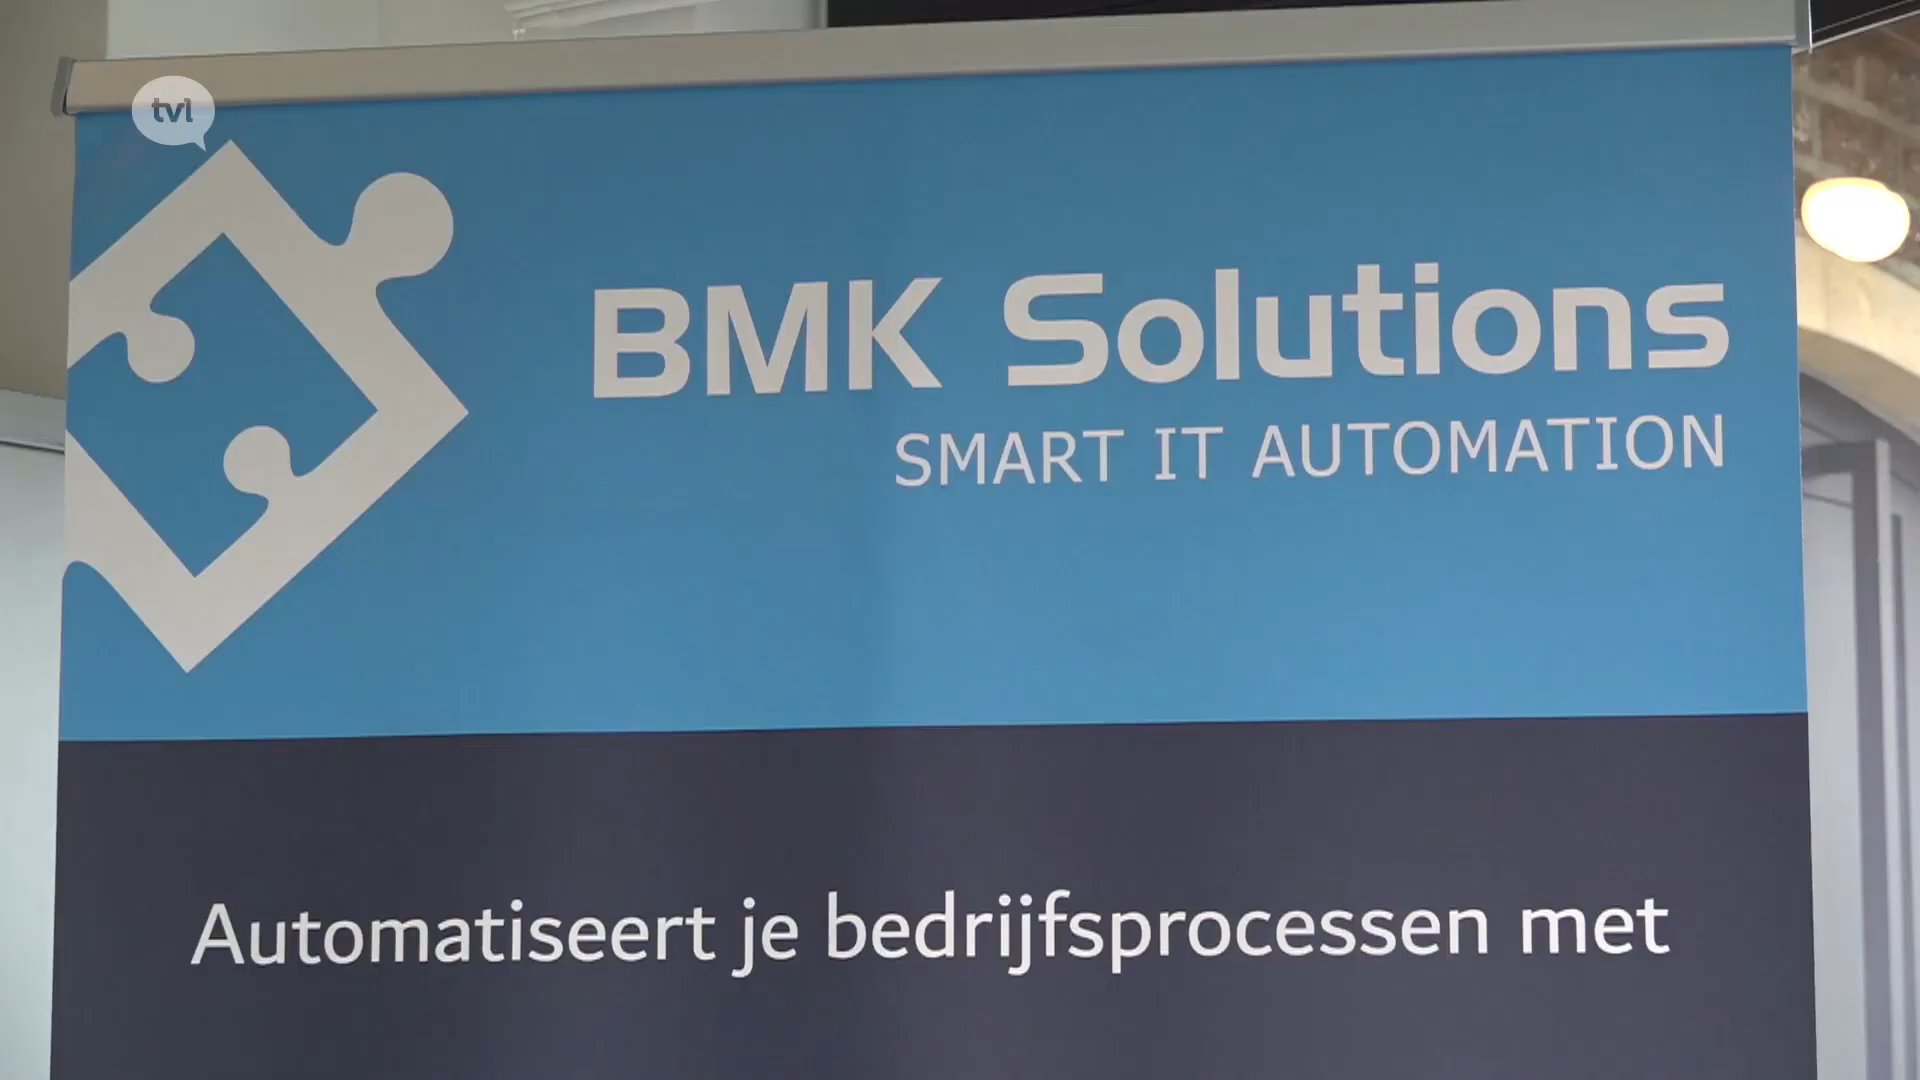 tvl
BMK Solutions
SMART IT AUTOMATION
Automatiseert je bedrijfsprocessen met